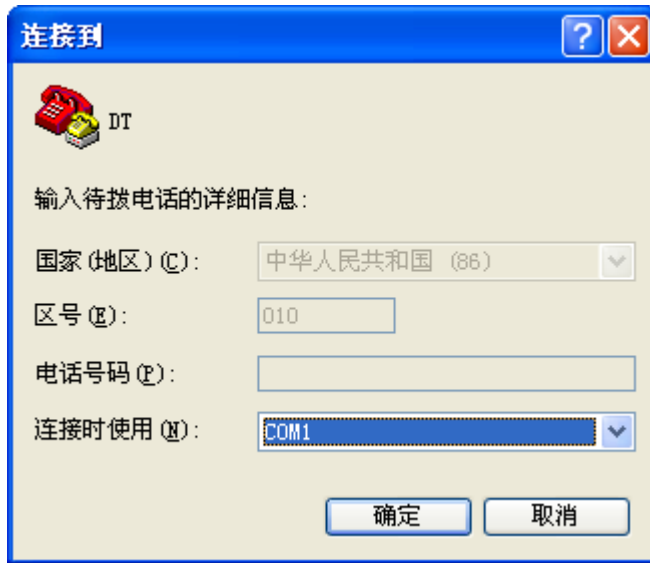 连接到
DT
输入待拨电话的详细信息:
国家(地区)(C): 中华人民共和国 (86)
区号(E): 010
电话号码(P):
连接时使用(N): COM1
确定 取消